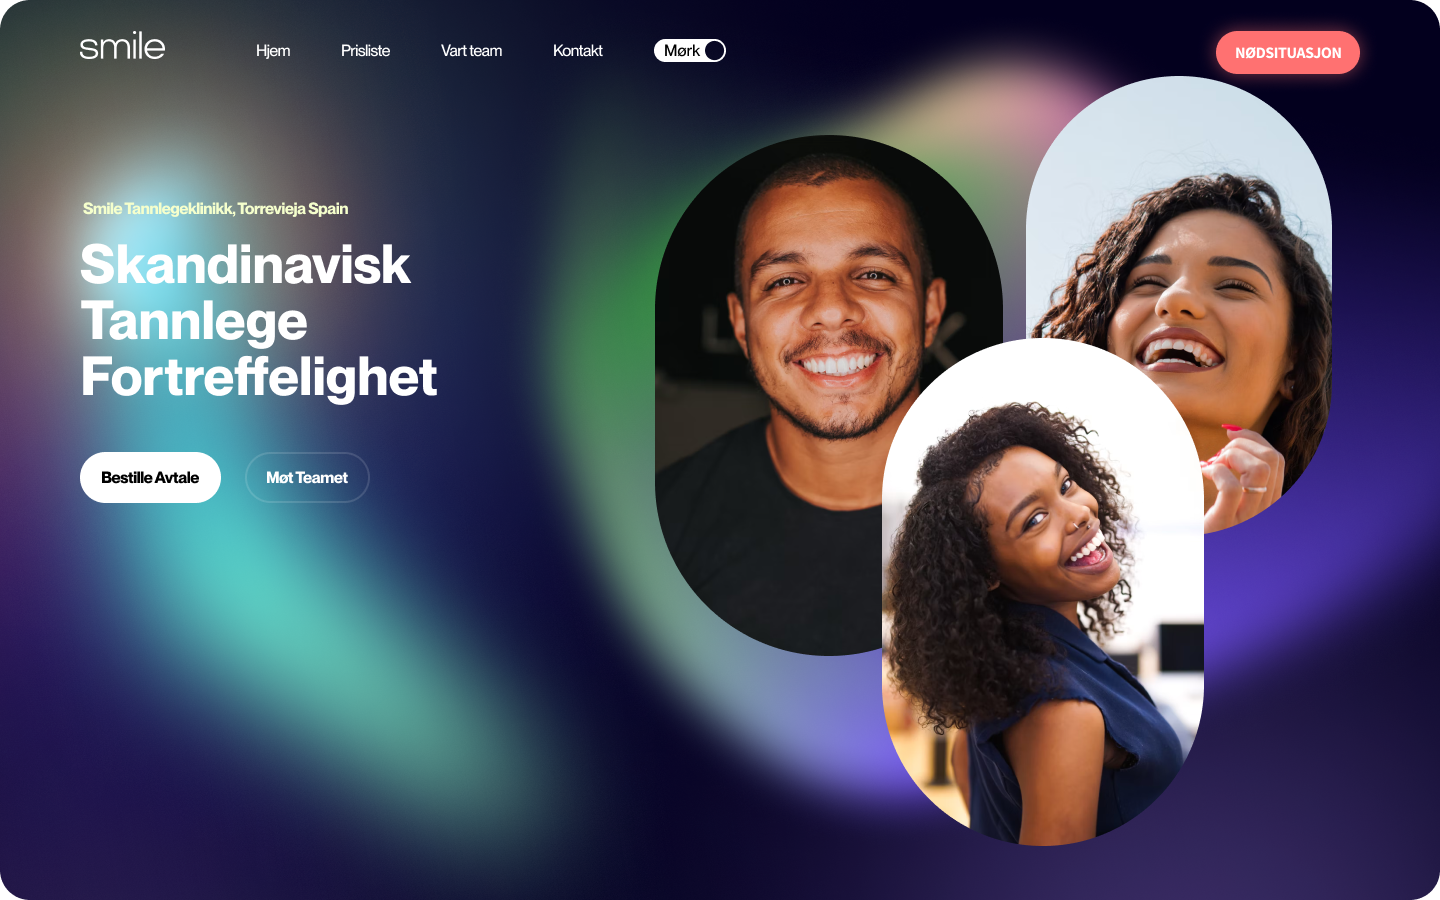 smile
Hjem
Prisliste
Vart team
Kontakt
Mørk
NØDSITUASJON
Smile Tannlegeklinikk, Torrevieja Spain
Skandinavisk
Tannlege
Fortreffelighet
Bestille Avtale
Møt Teamet